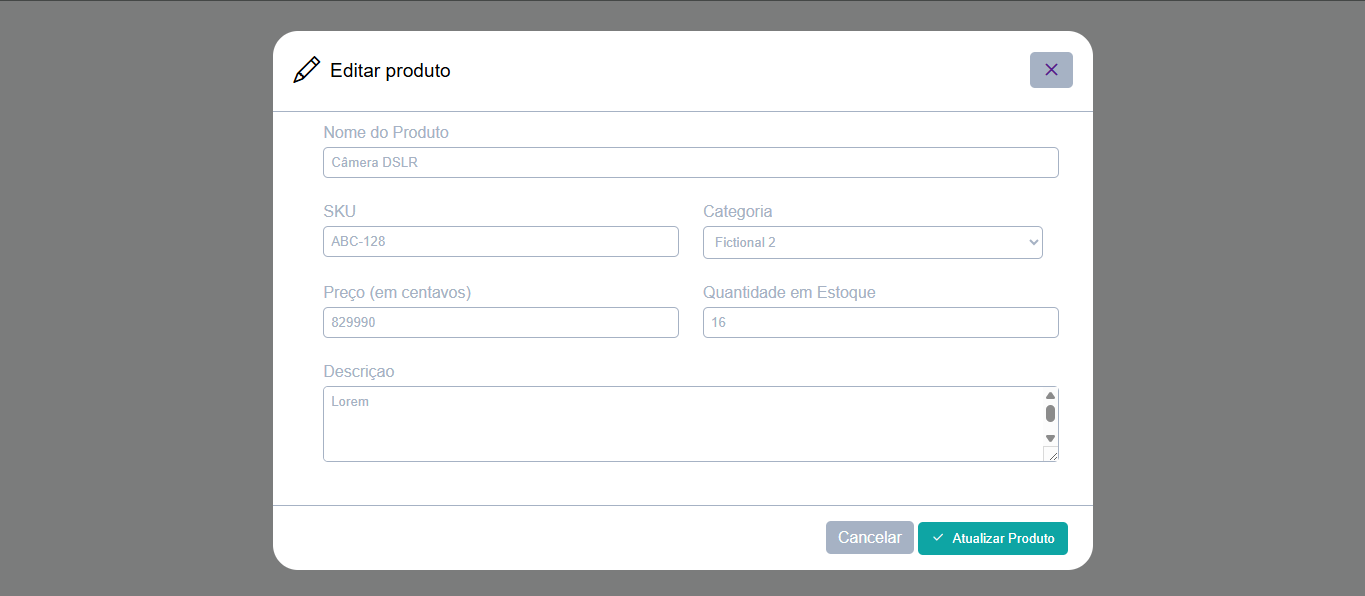 Editar produto
Nome do Produto
Câmera DSLR
SKU
Categoria
ABC-128
Fictional 2
Preço (em centavos)
Quantidade em Estoque
829990
16
Descriçao
Lorem
Cancelar
Atualizar Produto